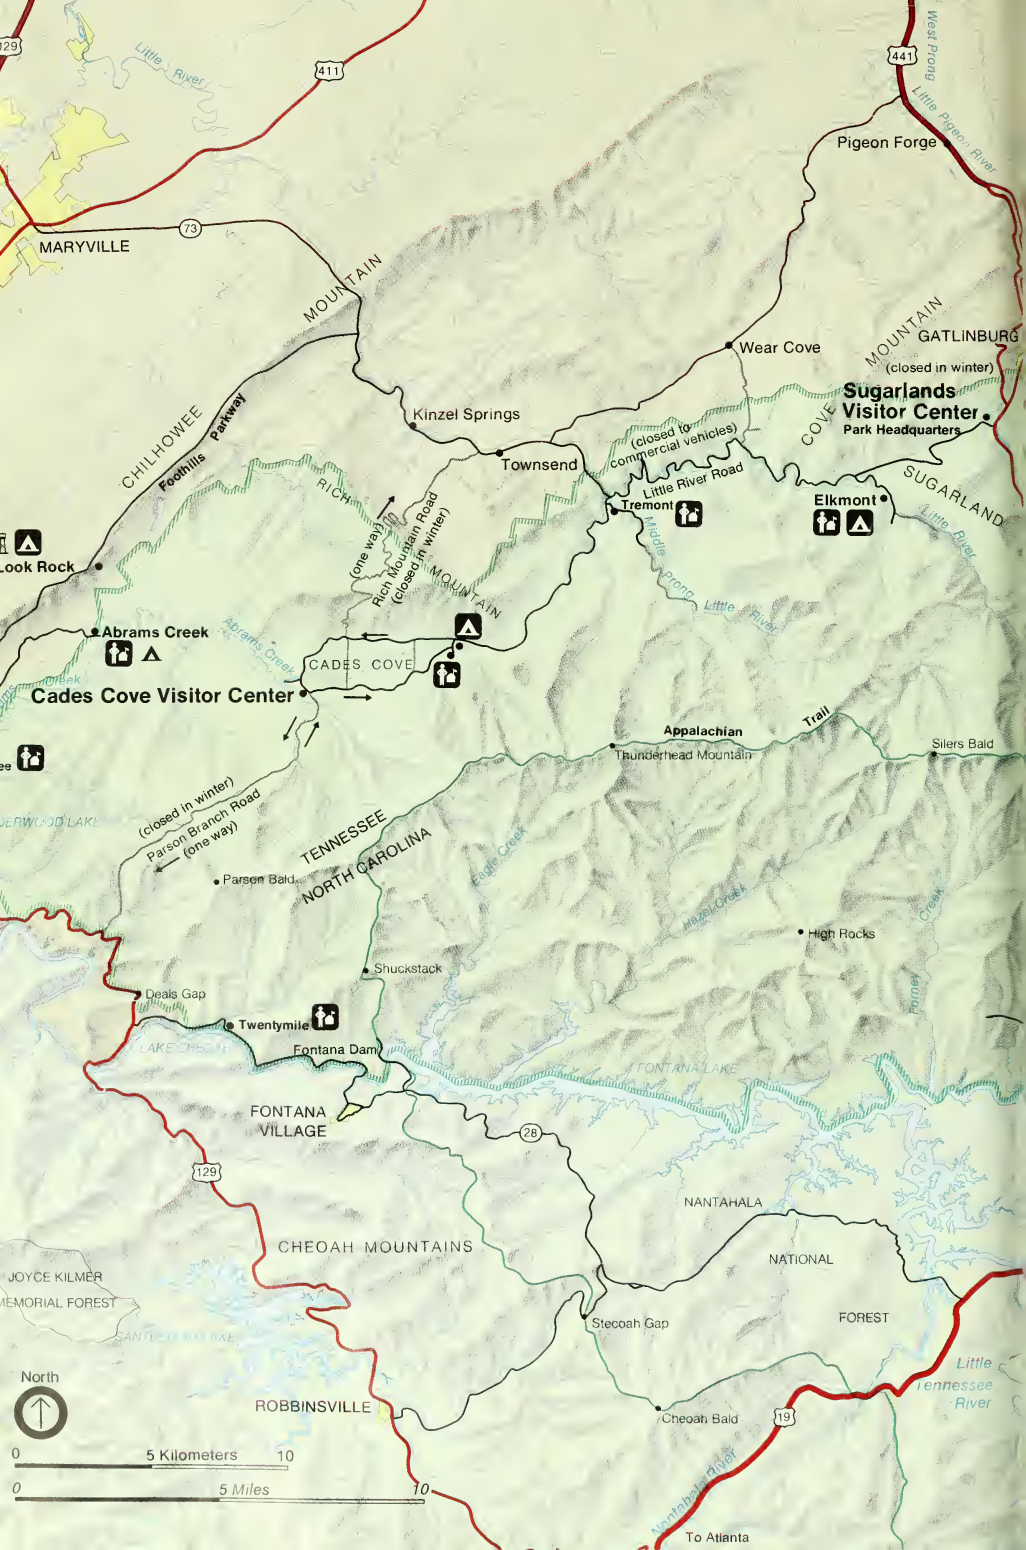 129
Little River
411
441
West Prong
Little Pigeon River
Pigeon Forge
73
MARYVILLE
MOUNTAIN
Wear Cove
COVE MOUNTAIN
GATLINBURG
(closed in winter)
Sugarlands
Visitor Center
Park Headquarters
CHILHOWEE
Foothills Parkway
Kinzel Springs
Townsend
(closed to
commercial vehicles)
Little River Road
Tremont
Elkmont
SUGARLAND
Little River
RICH
MOUNTAIN
(one way)
Rich Mountain Road
(closed in winter)
Middle Prong Little River
Look Rock
Abrams Creek
Abrams Creek
Creek
CADES COVE
Cades Cove Visitor Center
Appalachian Trail
Thunderhead Mountain
Silers Bald
(closed in winter)
Parson Branch Road
(one way)
TENNESSEE
NORTH CAROLINA
Parson Bald
Eagle Creek
Hazel Creek
Forney Creek
High Rocks
Shuckstack
Deals Gap
Twentymile
LAKE CHEOAH
Fontana Dam
FONTANA LAKE
FONTANA
VILLAGE
28
129
NANTAHALA
NATIONAL
FOREST
CHEOAH MOUNTAINS
JOYCE KILMER
MEMORIAL FOREST
SANTEETLAH LAKE
Stecoah Gap
North
ROBBINSVILLE
Cheoah Bald
19
Little
Tennessee
River
0 5 Kilometers 10
0 5 Miles 10
Nantahala River
To Atlanta